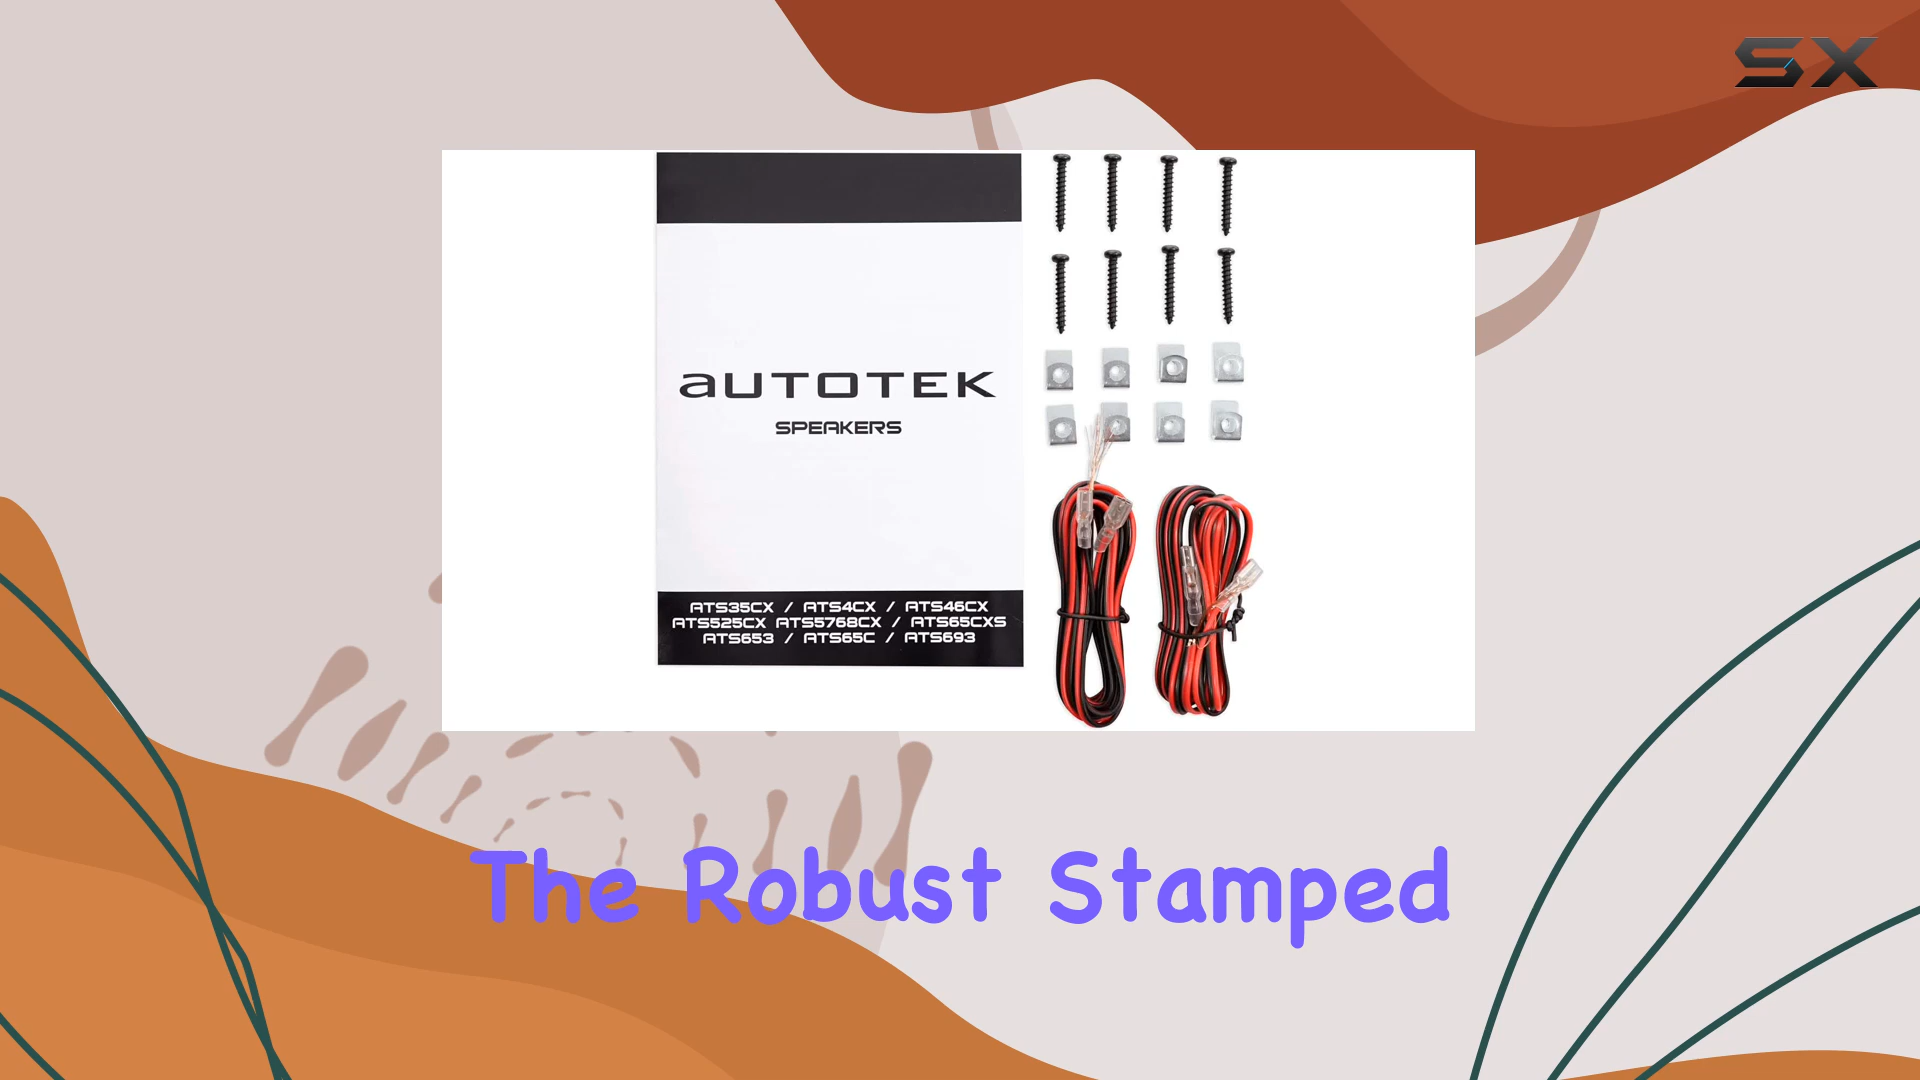 SX
aUTOTEK
SPEAKERS
ATS35CX / ATS4CX / ATS46CX
ATS525CX ATS5768CX / ATS65CXS
ATS653 / ATS65C / ATS693
The Robust Stamped